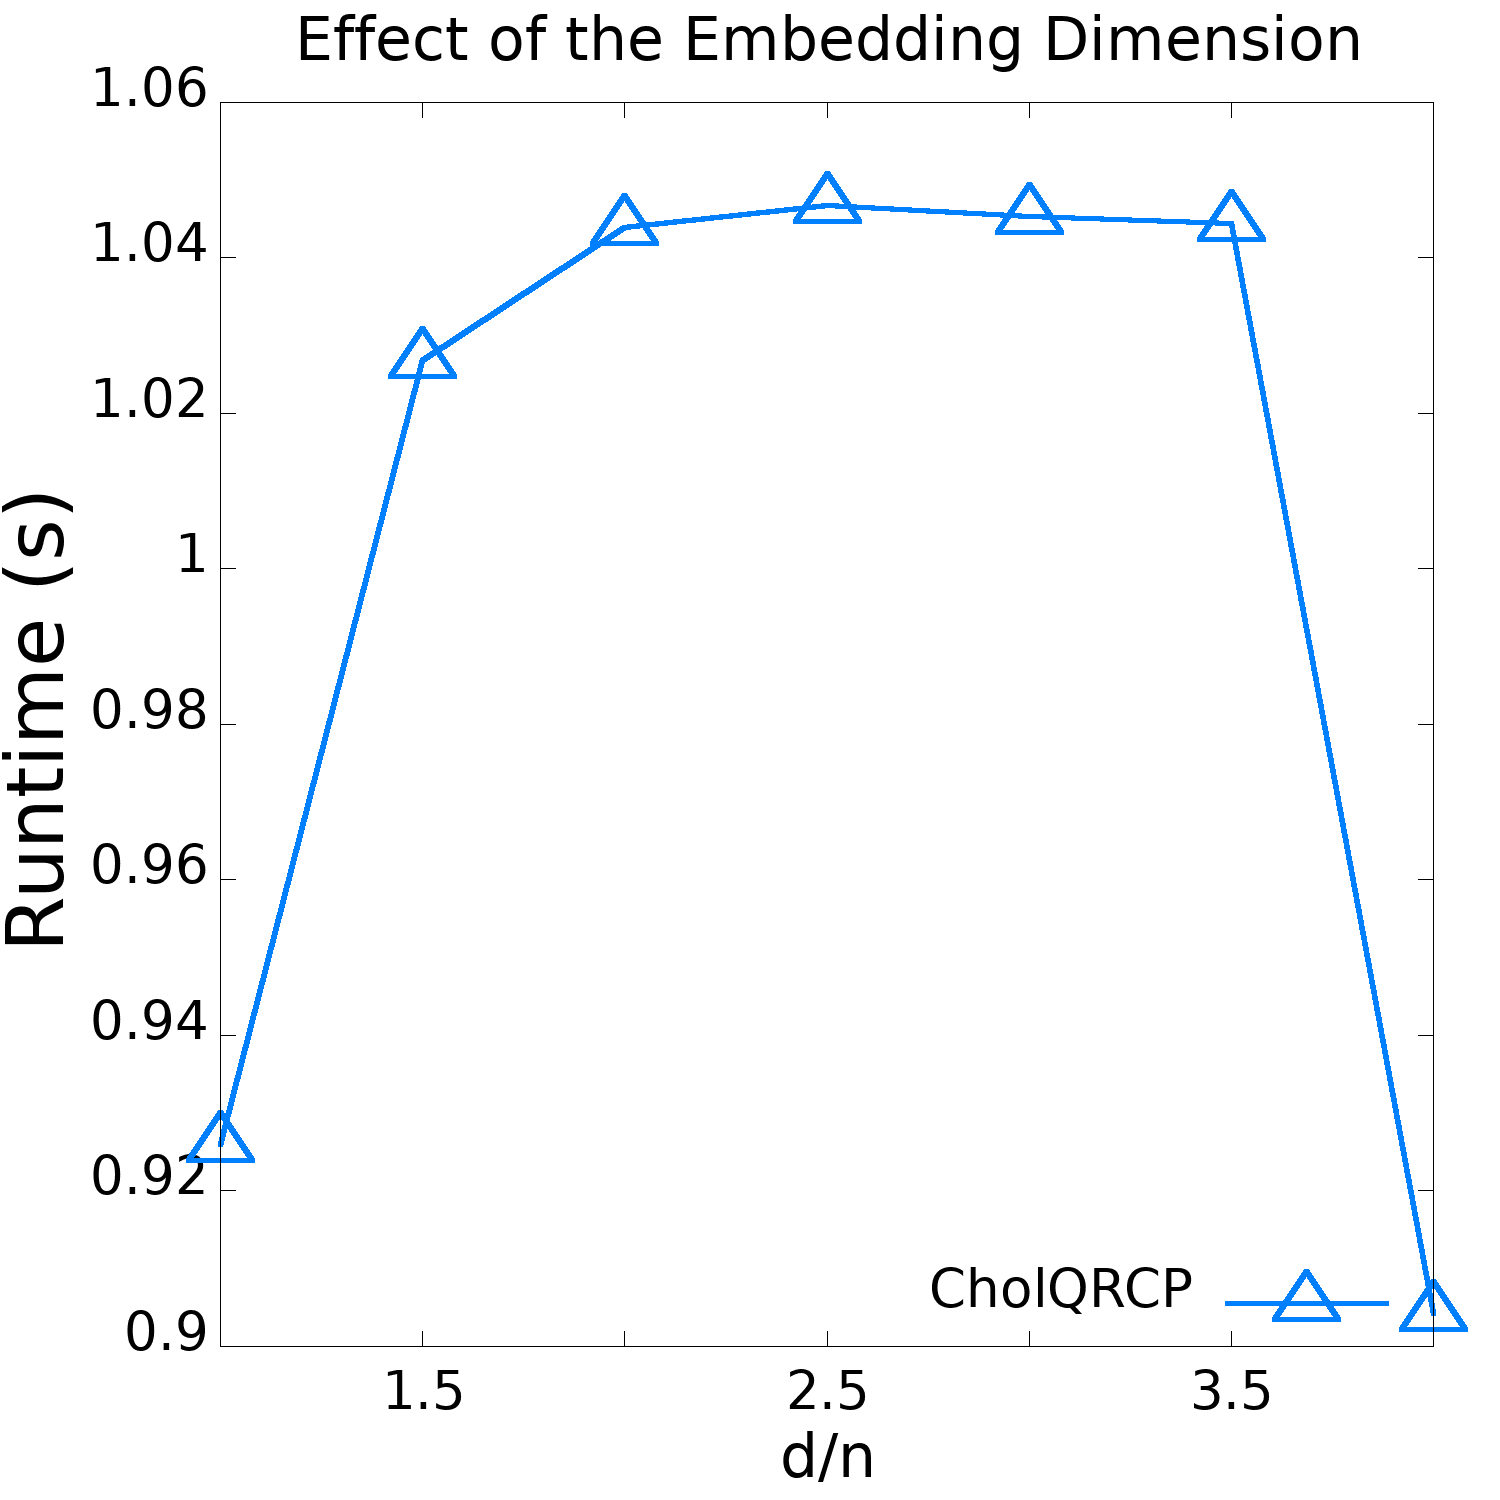 Effect of the Embedding Dimension
1.06
1.04
1.02
1
0.98
0.96
0.94
0.92
0.9
Runtime (s)
CholQRCP
1.5 2.5 3.5
d/n